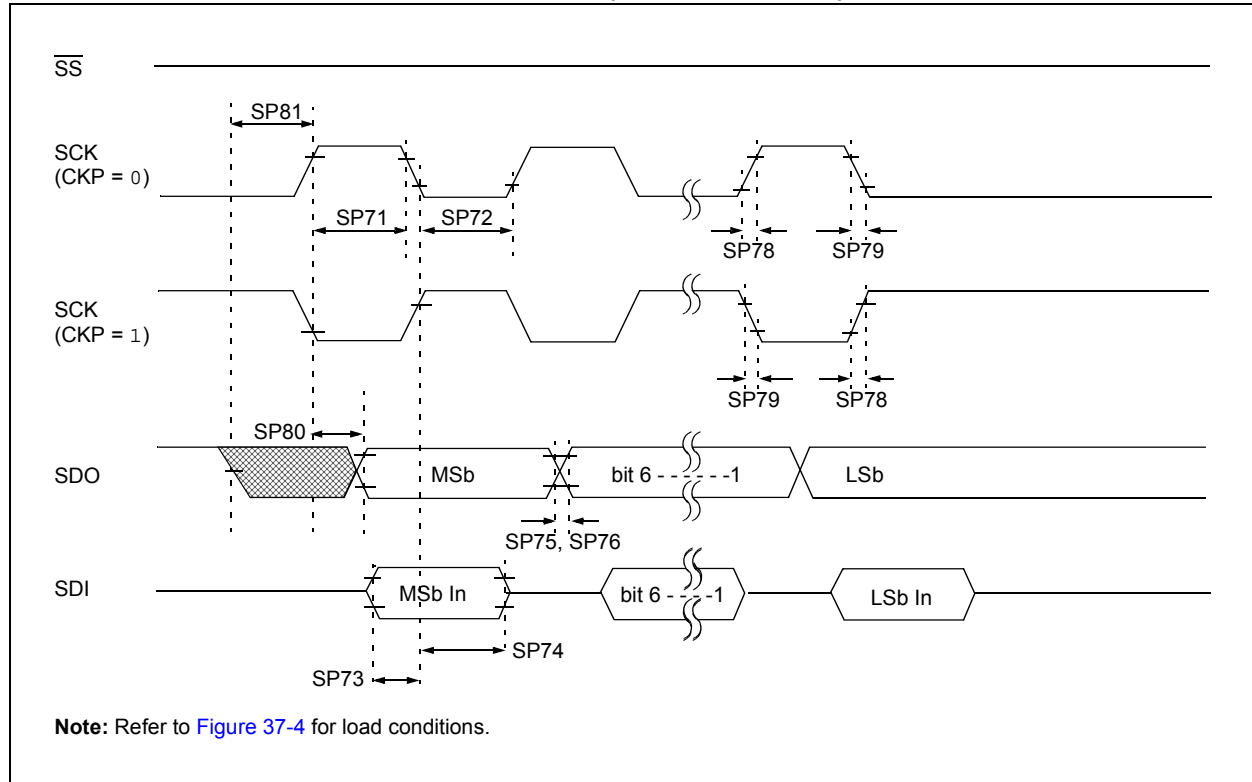 SS
SP81
SCK
(CKP = 0)
SP71
SP72
SP78
SP79
SCK
(CKP = 1)
SP79
SP78
SP80
SDO
MSb
bit 6 - - - - - -1
LSb
SP75, SP76
SDI
MSb In
bit 6 - - - - -1
LSb In
SP74
SP73
Note: Refer to Figure 37-4 for load conditions.